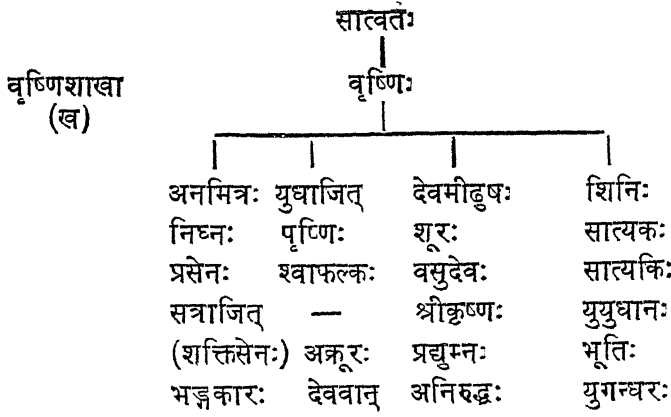 सात्वतः
वृष्णिशाखा वृष्णिः
(ख)
अनमित्रः युधाजित् देवमीढुषः शिनिः
निघ्नः पृष्णिः शूरः सात्यकः
प्रसेनः श्वाफल्कः वसुदेवः सात्यकिः
सत्राजित् — श्रीकृष्णः युयुधानः
(शक्तिसेनः) अक्रूरः प्रद्युम्नः भूतिः
भङ्गकारः देववान् अनिरुद्धः युगन्धरः